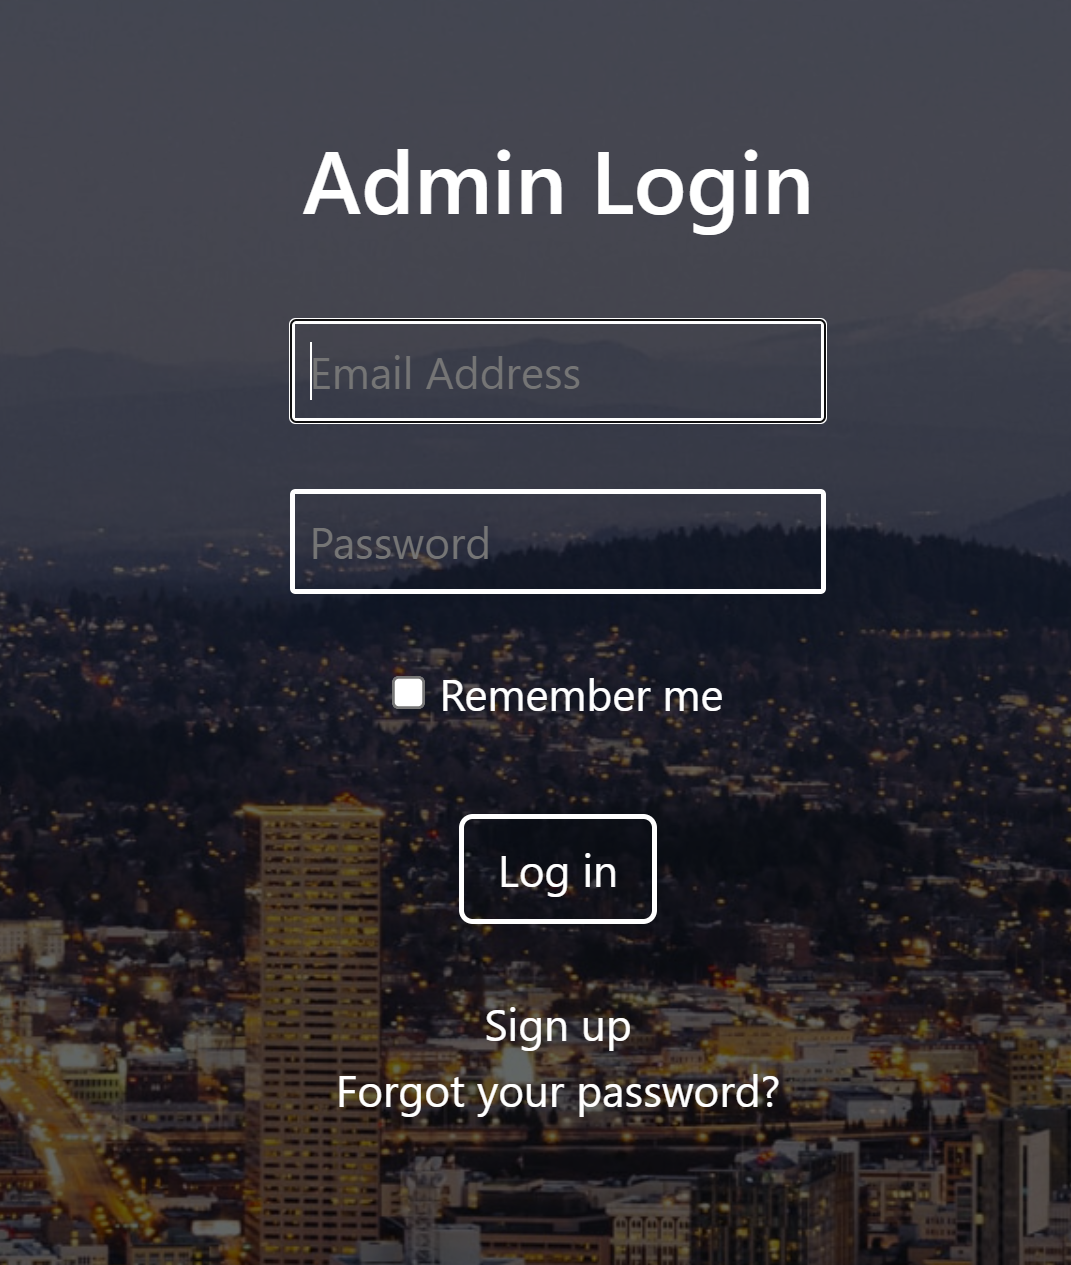 Admin Login
Email Address
Password
Remember me
Log in
Sign up
Forgot your password?